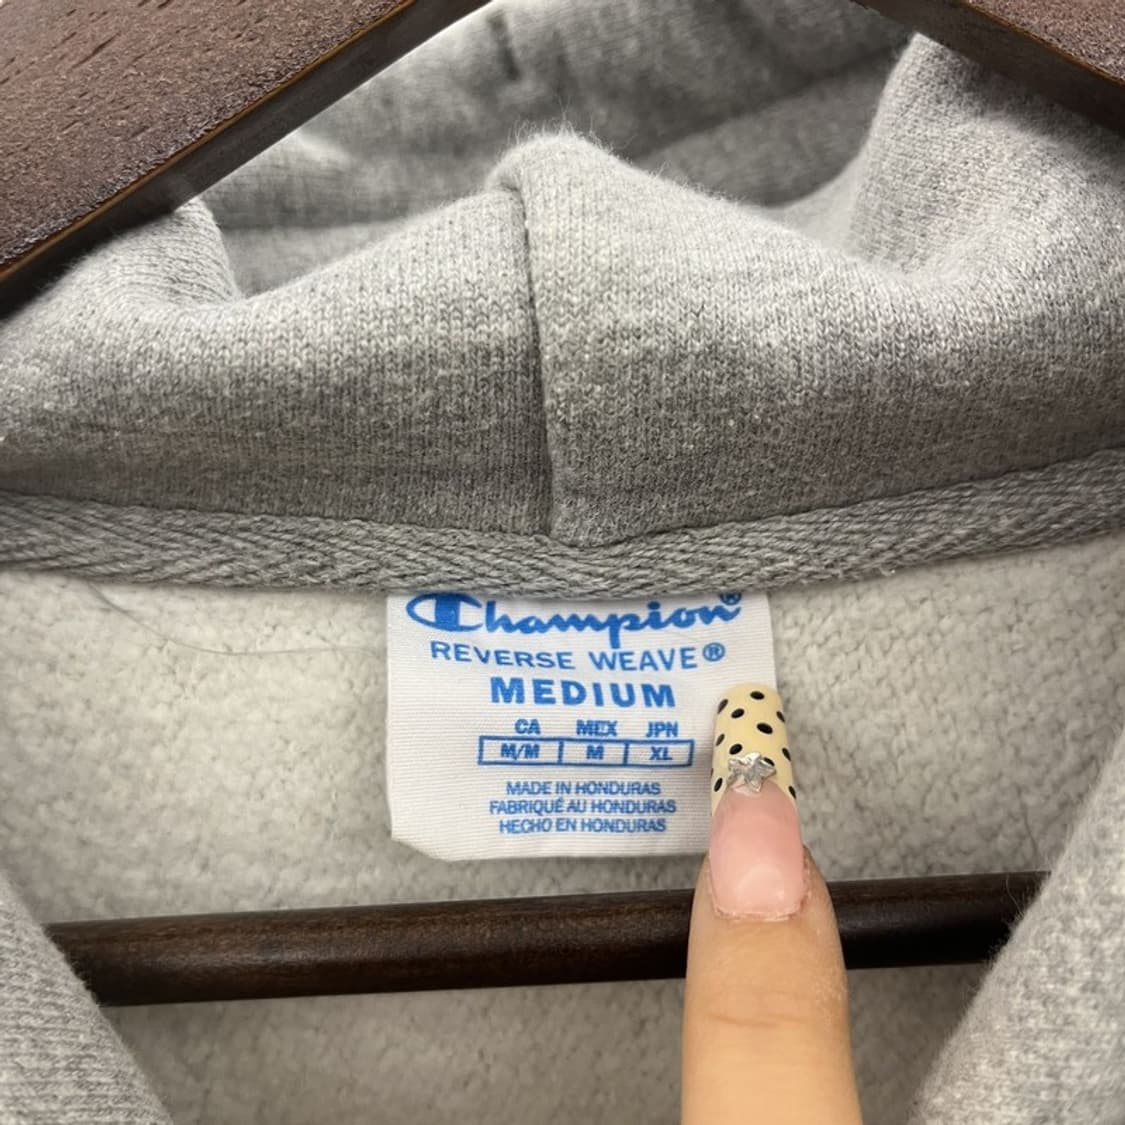 Champion®
REVERSE WEAVE®
MEDIUM
CA MEX JPN
M/M M XL
MADE IN HONDURAS
FABRIQUÉ AU HONDURAS
HECHO EN HONDURAS